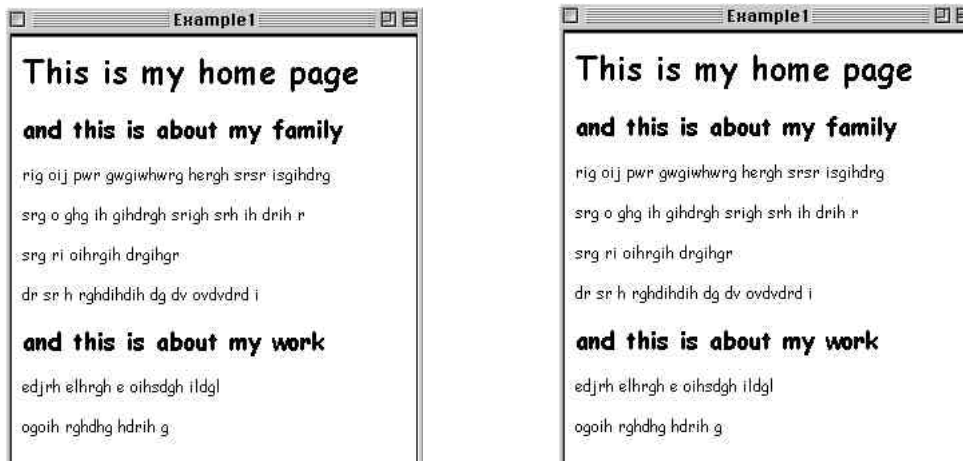 Example1
This is my home page
and this is about my family
rig oij pwr gwgiwhwrg hergh srsr isgihdrg
srg o ghg ih gihdrgh srigh srh ih drih r
srg ri oihrgih drgihgr
dr sr h rghdihdih dg dv ovdvdrd i
and this is about my work
edjrh elhrgh e oihsdgh ildgl
ogoih rghdhg hdrih g
Example1
This is my home page
and this is about my family
rig oij pwr gwgiwhwrg hergh srsr isgihdrg
srg o ghg ih gihdrgh srigh srh ih drih r
srg ri oihrgih drgihgr
dr sr h rghdihdih dg dv ovdvdrd i
and this is about my work
edjrh elhrgh e oihsdgh ildgl
ogoih rghdhg hdrih g